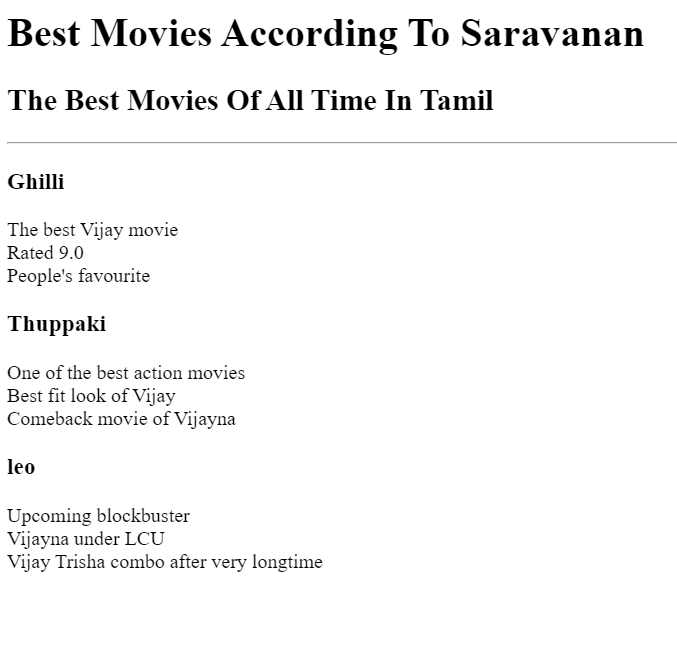 Best Movies According To Saravanan
The Best Movies Of All Time In Tamil
Ghilli
The best Vijay movie
Rated 9.0
People's favourite
Thuppaki
One of the best action movies
Best fit look of Vijay
Comeback movie of Vijayna
leo
Upcoming blockbuster
Vijayna under LCU
Vijay Trisha combo after very longtime